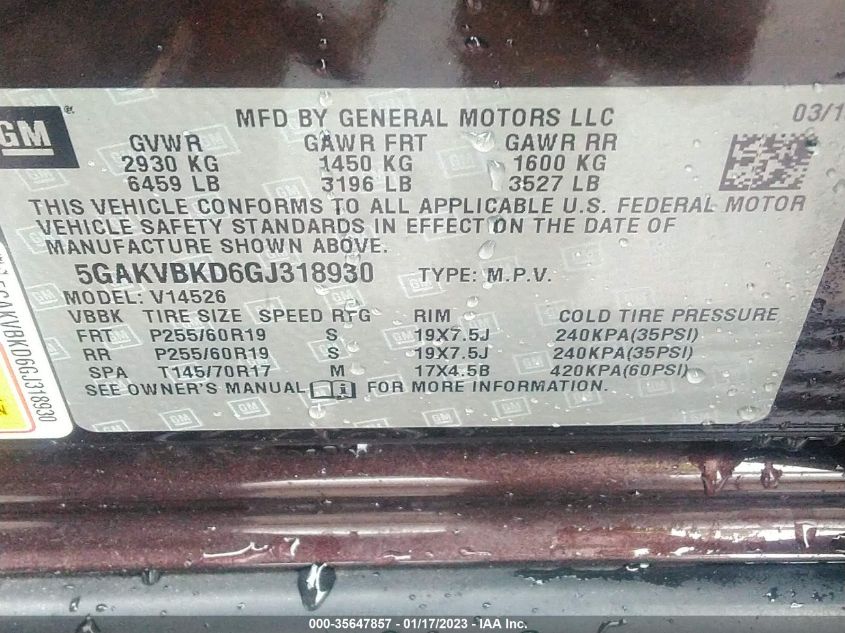 GM ®
MFD BY GENERAL MOTORS LLC 03/1
GVWR GAWR FRT GAWR RR
2930 KG 1450 KG 1600 KG
6459 LB 3196 LB 3527 LB
THIS VEHICLE CONFORMS TO ALL APPLICABLE U.S. FEDERAL MOTOR
VEHICLE SAFETY STANDARDS IN EFFECT ON THE DATE OF
MANUFACTURE SHOWN ABOVE.
5GAKVBKD6GJ318930 TYPE: M.P.V.
MODEL: V14526
VBBK TIRE SIZE SPEED RTG RIM COLD TIRE PRESSURE
FRT P255/60R19 S 19X7.5J 240KPA(35PSI)
RR P255/60R19 S 19X7.5J 240KPA(35PSI)
SPA T145/70R17 M 17X4.5B 420KPA(60PSI)
SEE OWNER'S MANUAL i FOR MORE INFORMATION.
5GAKVBKD6GJ318930
000-35647857 - 01/17/2023 - IAA Inc.